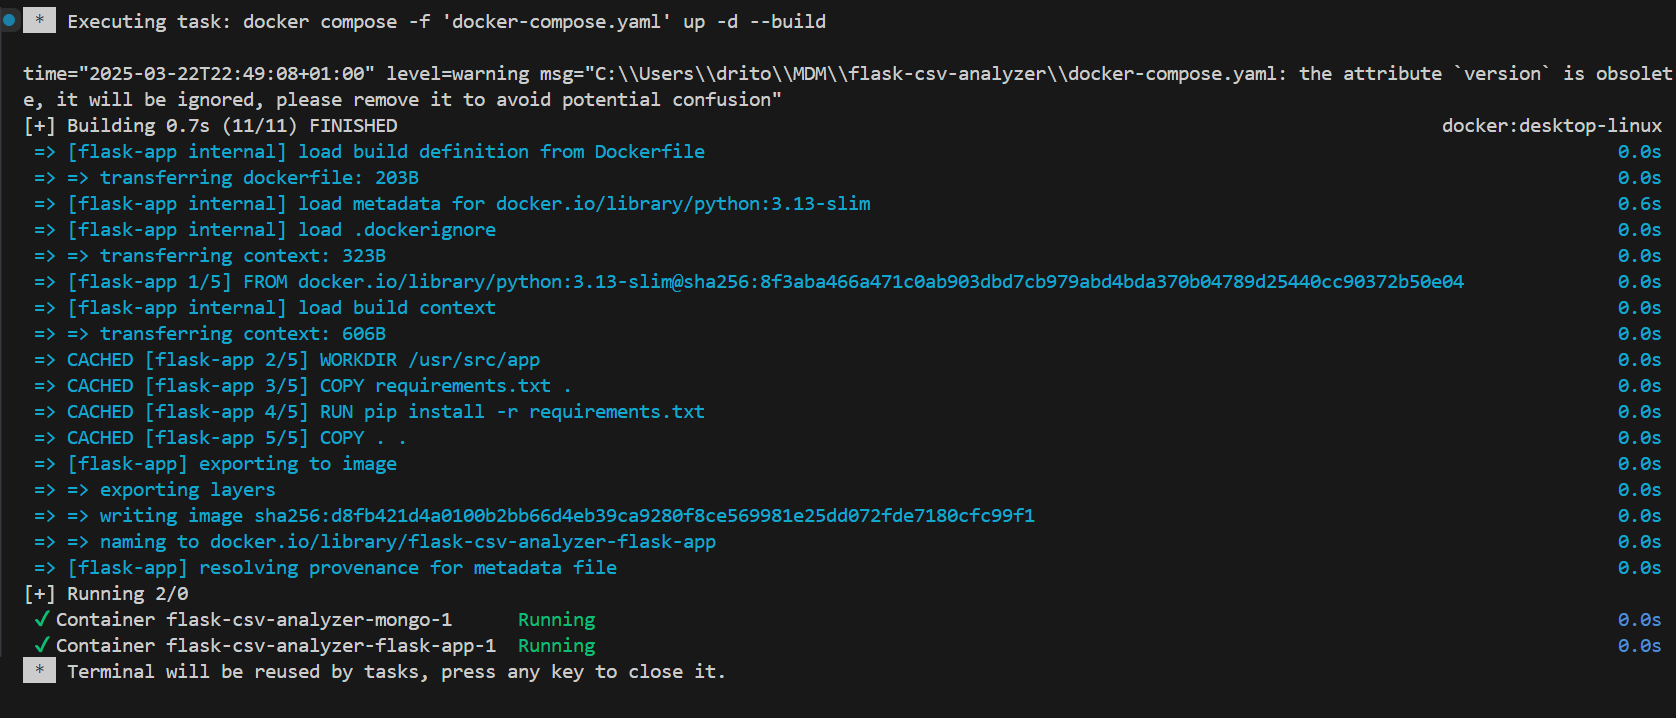 * Executing task: docker compose -f 'docker-compose.yaml' up -d --build
time="2025-03-22T22:49:08+01:00" level=warning msg="C:\\Users\\drito\\MDM\\flask-csv-analyzer\\docker-compose.yaml: the attribute `version` is obsolet
e, it will be ignored, please remove it to avoid potential confusion"
[+] Building 0.7s (11/11) FINISHED docker:desktop-linux
=> [flask-app internal] load build definition from Dockerfile 0.0s
=> => transferring dockerfile: 203B 0.0s
=> [flask-app internal] load metadata for docker.io/library/python:3.13-slim 0.6s
=> [flask-app internal] load .dockerignore 0.0s
=> => transferring context: 323B 0.0s
=> [flask-app 1/5] FROM docker.io/library/python:3.13-slim@sha256:8f3aba466a471c0ab903dbd7cb979abd4bda370b04789d25440cc90372b50e04 0.0s
=> [flask-app internal] load build context 0.0s
=> => transferring context: 606B 0.0s
=> CACHED [flask-app 2/5] WORKDIR /usr/src/app 0.0s
=> CACHED [flask-app 3/5] COPY requirements.txt . 0.0s
=> CACHED [flask-app 4/5] RUN pip install -r requirements.txt 0.0s
=> CACHED [flask-app 5/5] COPY . . 0.0s
=> [flask-app] exporting to image 0.0s
=> => exporting layers 0.0s
=> => writing image sha256:d8fb421d4a0100b2bb66d4eb39ca9280f8ce569981e25dd072fde7180cfc99f1 0.0s
=> => naming to docker.io/library/flask-csv-analyzer-flask-app 0.0s
=> [flask-app] resolving provenance for metadata file 0.0s
[+] Running 2/0
✓ Container flask-csv-analyzer-mongo-1 Running 0.0s
✓ Container flask-csv-analyzer-flask-app-1 Running 0.0s
* Terminal will be reused by tasks, press any key to close it.